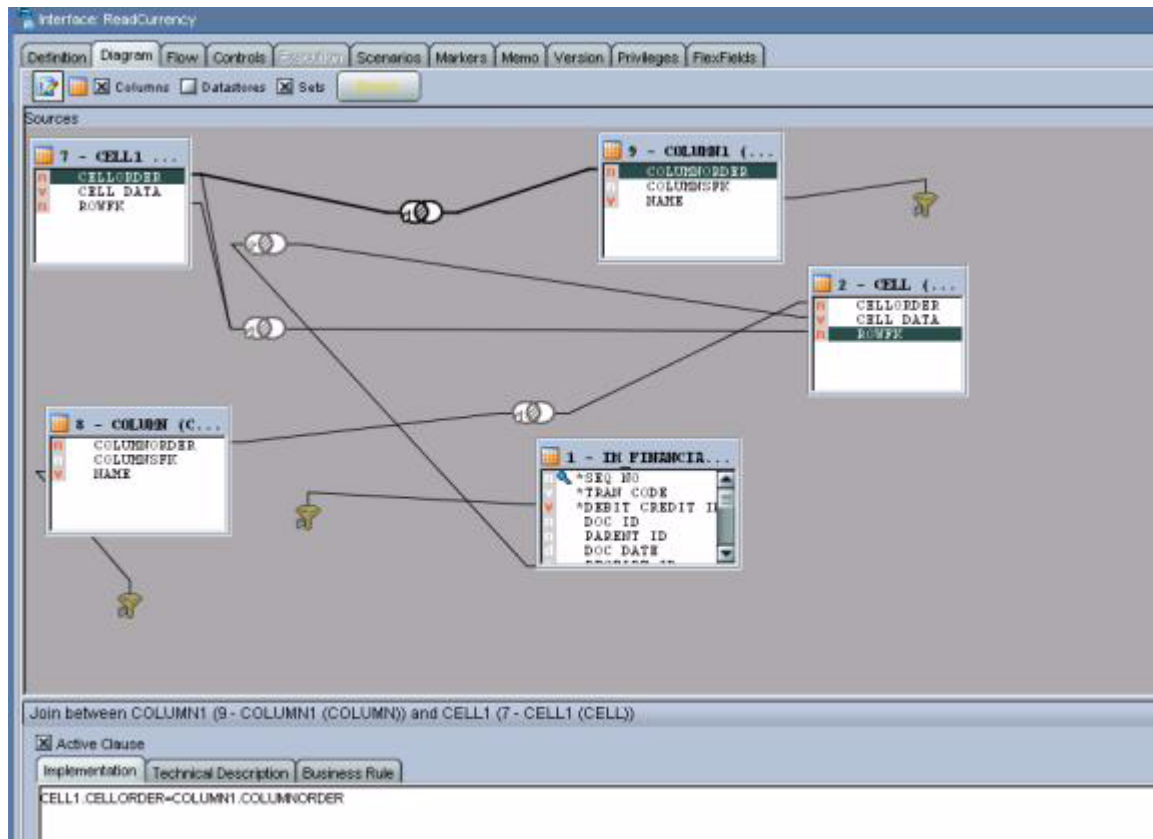 Interface: ReadCurrency
Definition Diagram Flow Controls Execution Scenarios Markers Memo Version Privileges FlexFields
Columns Datastores Sets
Sources
7 - CELL1 ...
CELLORDER
CELL DATA
ROWFK
9 - COLUMN1 (...
COLUMNORDER
COLUMNSFK
NAME
2 - CELL (...
CELLORDER
CELL DATA
ROWFK
8 - COLUMN (C...
COLUMNORDER
COLUMNSFK
NAME
1 - IN_FINANCIA...
*SEQ NO
*TRAN CODE
*DEBIT CREDIT I
DOC ID
PARENT ID
DOC DATE
Join between COLUMN1 (9 - COLUMN1 (COLUMN)) and CELL1 (7 - CELL1 (CELL))
Active Clause
Implementation Technical Description Business Rule
CELL1.CELLORDER=COLUMN1.COLUMNORDER